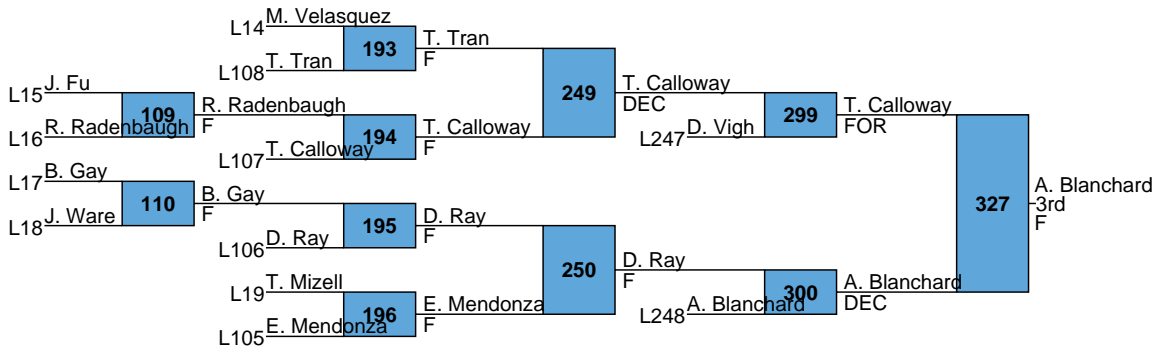 M. Velasquez
L14
193
T. Tran
F
T. Tran
L108
249
T. Calloway
DEC
J. Fu
L15
109
R. Radenbaugh
F
R. Radenbaugh
L16
194
T. Calloway
F
T. Calloway
L107
299
T. Calloway
FOR
D. Vigh
L247
B. Gay
L17
110
B. Gay
F
J. Ware
L18
195
D. Ray
F
D. Ray
L106
327
A. Blanchard
3rd
F
250
D. Ray
F
T. Mizell
L19
196
E. Mendonza
F
E. Mendonza
L105
300
A. Blanchard
DEC
A. Blanchard
L248